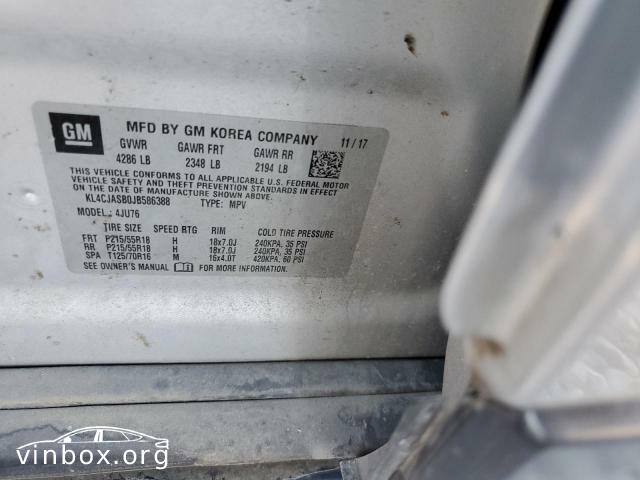 GM
MFD BY GM KOREA COMPANY 11/17
GVWR GAWR FRT GAWR RR
4286 LB 2348 LB 2194 LB
THIS VEHICLE CONFORMS TO ALL APPLICABLE U.S. FEDERAL MOTOR
VEHICLE SAFETY AND THEFT PREVENTION STANDARDS IN EFFECT
ON THE DATE OF MANUFACTURE SHOWN ABOVE.
KL4CJASB0JB586388 TYPE: MPV
MODEL: 4JU76
TIRE SIZE SPEED RTG RIM COLD TIRE PRESSURE
FRT P215/55R18 H 18x7.0J 240KPA, 35 PSI
RR P215/55R18 H 18x7.0J 240KPA, 35 PSI
SPA T125/70R16 M 16x4.0T 420KPA, 60 PSI
SEE OWNER'S MANUAL FOR MORE INFORMATION.
vinbox.org